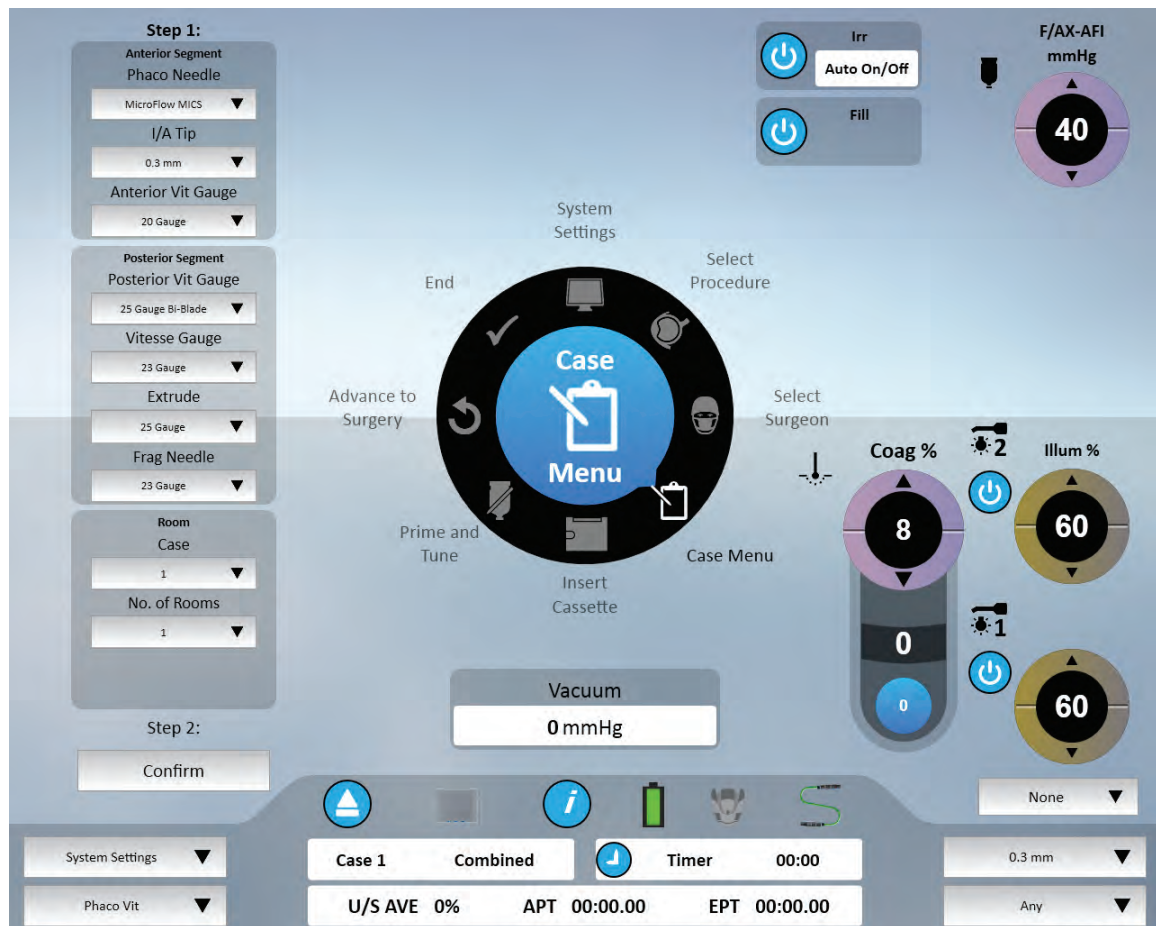 Step 1:
Anterior Segment
Phaco Needle
MicroFlow MICS
I/A Tip
0.3 mm
Anterior Vit Gauge
20 Gauge
Posterior Segment
Posterior Vit Gauge
25 Gauge Bi-Blade
Vitesse Gauge
23 Gauge
Extrude
25 Gauge
Frag Needle
23 Gauge
Room
Case
1
No. of Rooms
1
Step 2:
Confirm
System Settings
Phaco Vit
System
Settings
Select
Procedure
Select
Surgeon
Case Menu
Insert
Cassette
Prime and
Tune
Advance to
Surgery
End
Case
Menu
Vacuum
0 mmHg
Irr
Auto On/Off
Fill
F/AX-AFI
mmHg
40
Coag %
8
0
0
2
Illum %
60
1
60
None
0.3 mm
Any
i
Case 1 Combined
Timer 00:00
U/S AVE 0% APT 00:00.00 EPT 00:00.00